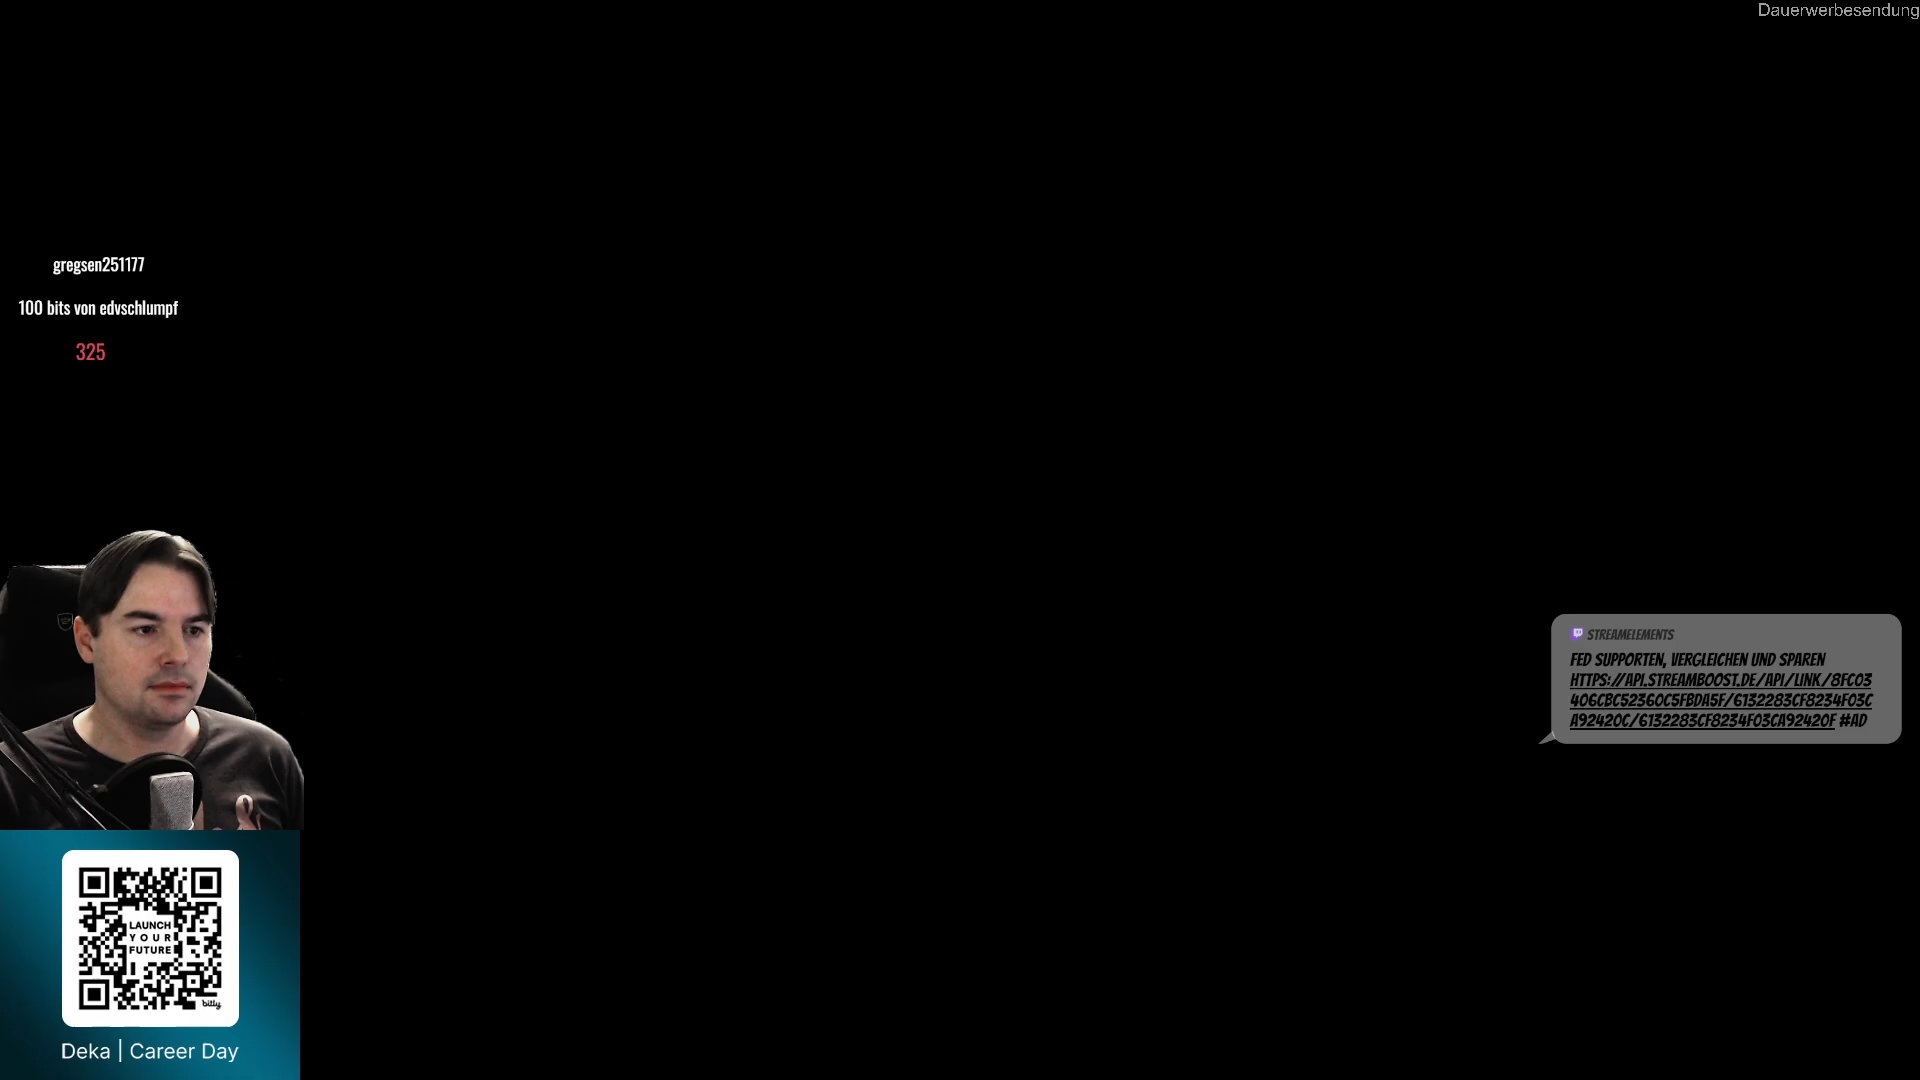 Dauerwerbesendung
gregsen251177
100 bits von edvschlumpf
325
STREAMELEMENTS
FED SUPPORTEN, VERGLEICHEN UND SPAREN
HTTPS://API.STREAMBOOST.DE/API/LINK/8FC03
406CBC52360C5FBDA5F/6132283CF8234F03C
A92420C/6132283CF8234F03CA92420F #AD
LAUNCH
YOUR
FUTURE
bitly
Deka | Career Day